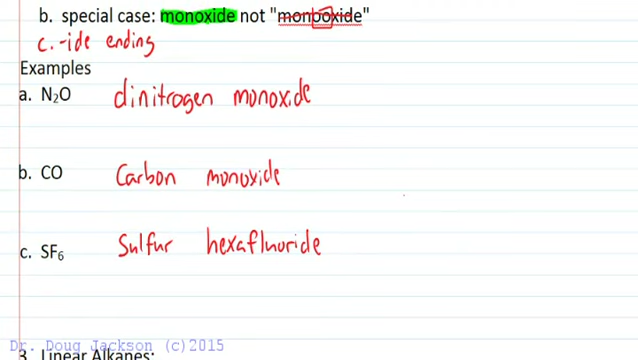 b. special case: monoxide not "monooxide"
c. -ide ending
Examples
a. N₂O dinitrogen monoxide
b. CO Carbon monoxide
c. SF₆ Sulfur hexafluoride
Dr. Doug Jackson (c)2015
3. Linear Alkanes: